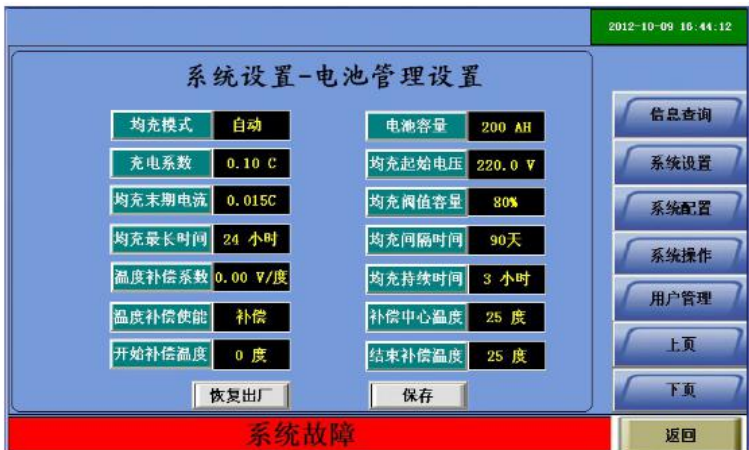 2012-10-09 16:44:12
系统设置-电池管理设置
均充模式 自动 电池容量 200 AH
充电系数 0.10 C 均充起始电压 220.0 V
均充末期电流 0.015C 均充阀值容量 80%
均充最长时间 24 小时 均充间隔时间 90天
温度补偿系数 0.00 V/度 均充持续时间 3 小时
温度补偿使能 补偿 补偿中心温度 25 度
开始补偿温度 0 度 结束补偿温度 25 度
恢复出厂 保存
信息查询
系统设置
系统配置
系统操作
用户管理
上页
下页
系统故障 返回